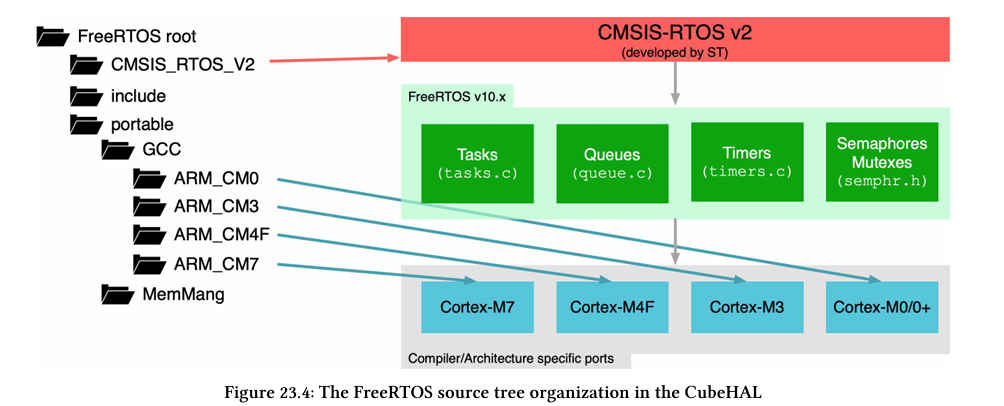 FreeRTOS root
CMSIS_RTOS_V2
include
portable
GCC
ARM_CM0
ARM_CM3
ARM_CM4F
ARM_CM7
MemMang
CMSIS-RTOS v2
(developed by ST)
FreeRTOS v10.x
Tasks
(tasks.c)
Queues
(queue.c)
Timers
(timers.c)
Semaphores
Mutexes
(semphr.h)
Cortex-M7
Cortex-M4F
Cortex-M3
Cortex-M0/0+
Compiler/Architecture specific ports
Figure 23.4: The FreeRTOS source tree organization in the CubeHAL